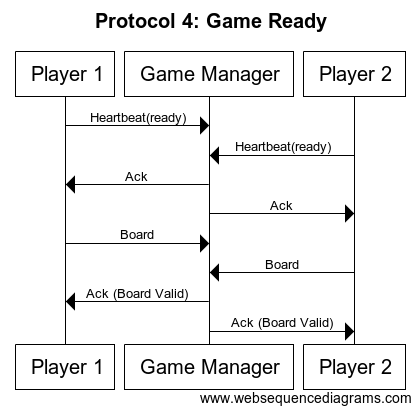 Protocol 4: Game Ready
Player 1 Game Manager Player 2
Heartbeat(ready)
Heartbeat(ready)
Ack
Ack
Board
Board
Ack (Board Valid)
Ack (Board Valid)
Player 1 Game Manager Player 2
www.websequencediagrams.com